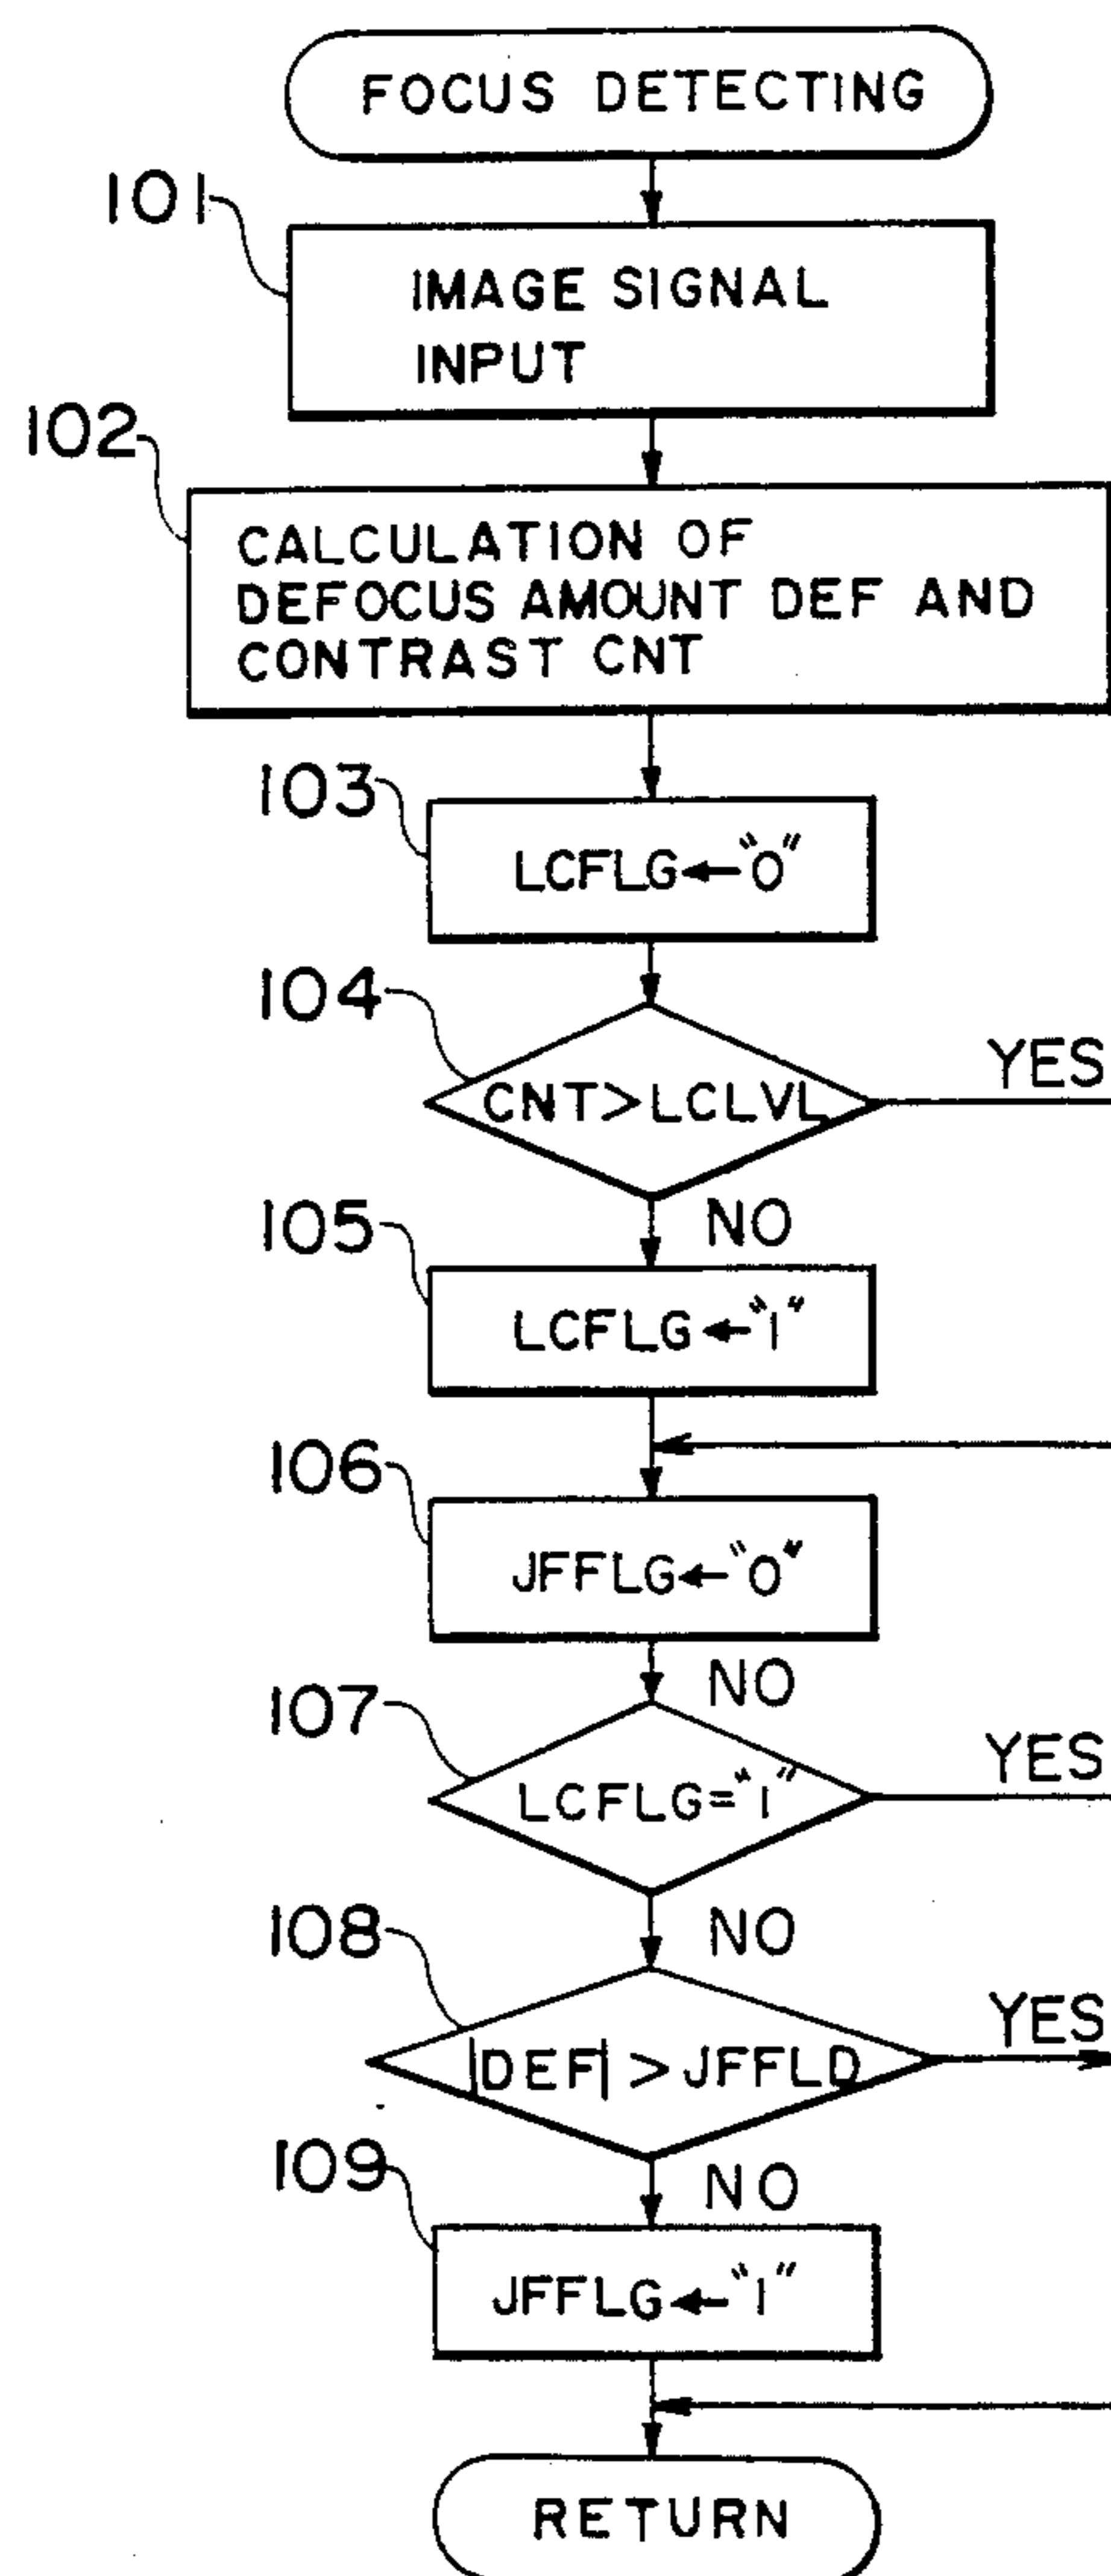 FOCUS DETECTING
101
IMAGE SIGNAL
INPUT
102
CALCULATION OF
DEFOCUS AMOUNT DEF AND
CONTRAST CNT
103
LCFLG←"0"
104
CNT>LCLVL
YES
NO
105
LCFLG←"1"
106
JFFLG←"0"
NO
107
LCFLG="1"
YES
NO
108
|DEF|>JFFLD
YES
NO
109
JFFLG←"1"
RETURN